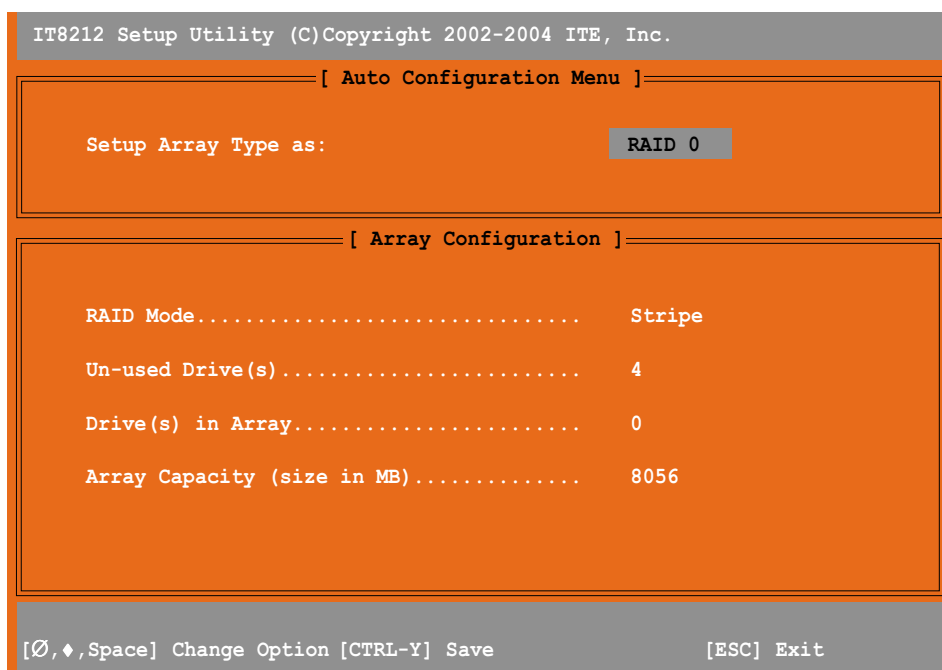 IT8212 Setup Utility (C)Copyright 2002-2004 ITE, Inc.
[ Auto Configuration Menu ]
Setup Array Type as: RAID 0
[ Array Configuration ]
RAID Mode................................ Stripe
Un-used Drive(s)......................... 4
Drive(s) in Array........................ 0
Array Capacity (size in MB).............. 8056
[Ø,♦,Space] Change Option [CTRL-Y] Save [ESC] Exit